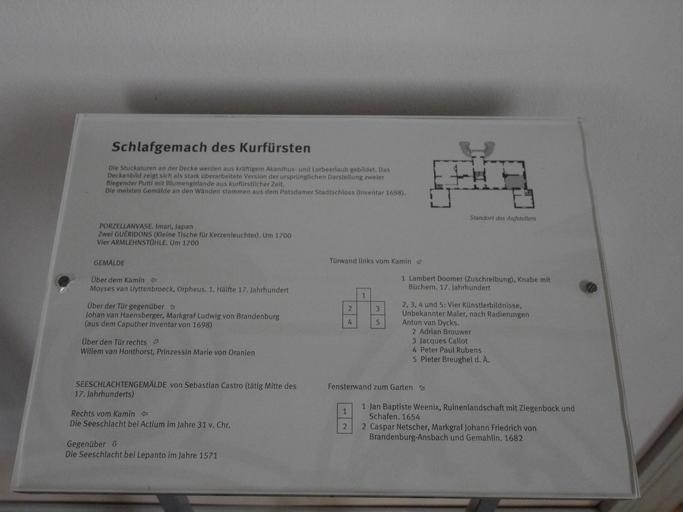 Schlafgemach des Kurfürsten
Die Stuckaturen an der Decke werden aus kräftigem Akanthus- und Lorbeerlaub gebildet. Das
Deckenbild zeigt sich als stark überarbeitete Version der ursprünglichen Darstellung zweier
fliegender Putti mit Blumengirlande aus kurfürstlicher Zeit.
Die meisten Gemälde an den Wänden stammen aus dem Potsdamer Stadtschloss (Inventar 1698).
Standort des Aufstellers
PORZELLANVASE. Imari, Japan
Zwei GUÉRIDONS (Kleine Tische für Kerzenleuchter). Um 1700
Vier ARMLEHNSTÜHLE. Um 1700
GEMÄLDE
Über dem Kamin
Moyses van Uyttenbroeck, Orpheus. 1. Hälfte 17. Jahrhundert
Über der Tür gegenüber
Johan van Haensberger, Markgraf Ludwig von Brandenburg
(aus dem Caputher Inventar von 1698)
Über den Tür rechts
Willem van Honthorst, Prinzessin Marie von Oranien
SEESCHLACHTENGEMÄLDE von Sebastian Castro (tätig Mitte des
17. Jahrhunderts)
Rechts vom Kamin
Die Seeschlacht bei Actium im Jahre 31 v. Chr.
Gegenüber
Die Seeschlacht bei Lepanto im Jahre 1571
Türwand links vom Kamin
1
2 3
4 5
1 Lambert Doomer (Zuschreibung), Knabe mit
Büchern. 17. Jahrhundert
2, 3, 4 und 5: Vier Künstlerbildnisse,
Unbekannter Maler, nach Radierungen
Anton van Dycks.
2 Adrian Brouwer
3 Jacques Callot
4 Peter Paul Rubens
5 Pieter Breughel d. Ä.
Fensterwand zum Garten
1
2
1 Jan Baptiste Weenix, Ruinenlandschaft mit Ziegenbock und
Schafen. 1654
2 Caspar Netscher, Markgraf Johann Friedrich von
Brandenburg-Ansbach und Gemahlin. 1682